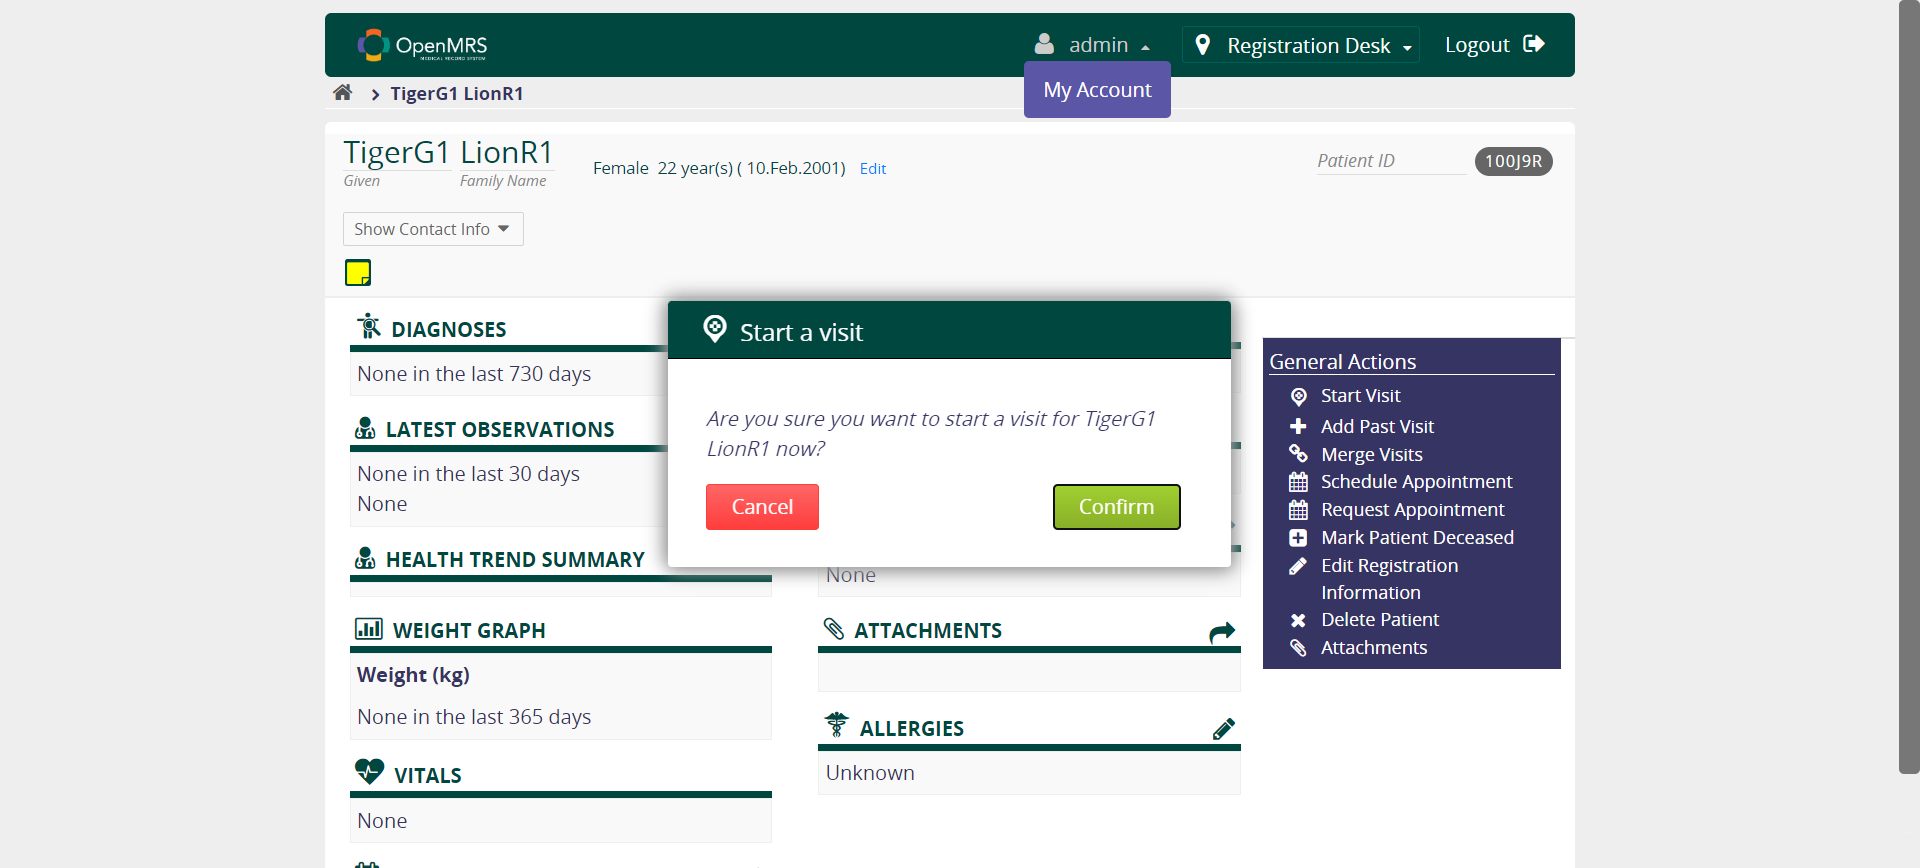 OpenMRS
MEDICAL RECORD SYSTEM
admin
Registration Desk
Logout
My Account
TigerG1 LionR1
TigerG1 LionR1
Given
Family Name
Female 22 year(s) ( 10.Feb.2001) Edit
Patient ID
100J9R
Show Contact Info
DIAGNOSES
None in the last 730 days
LATEST OBSERVATIONS
None in the last 30 days
None
HEALTH TREND SUMMARY
WEIGHT GRAPH
Weight (kg)
None in the last 365 days
VITALS
None
Start a visit
Are you sure you want to start a visit for TigerG1
LionR1 now?
Cancel
Confirm
None
ATTACHMENTS
ALLERGIES
Unknown
General Actions
Start Visit
Add Past Visit
Merge Visits
Schedule Appointment
Request Appointment
Mark Patient Deceased
Edit Registration
Information
Delete Patient
Attachments